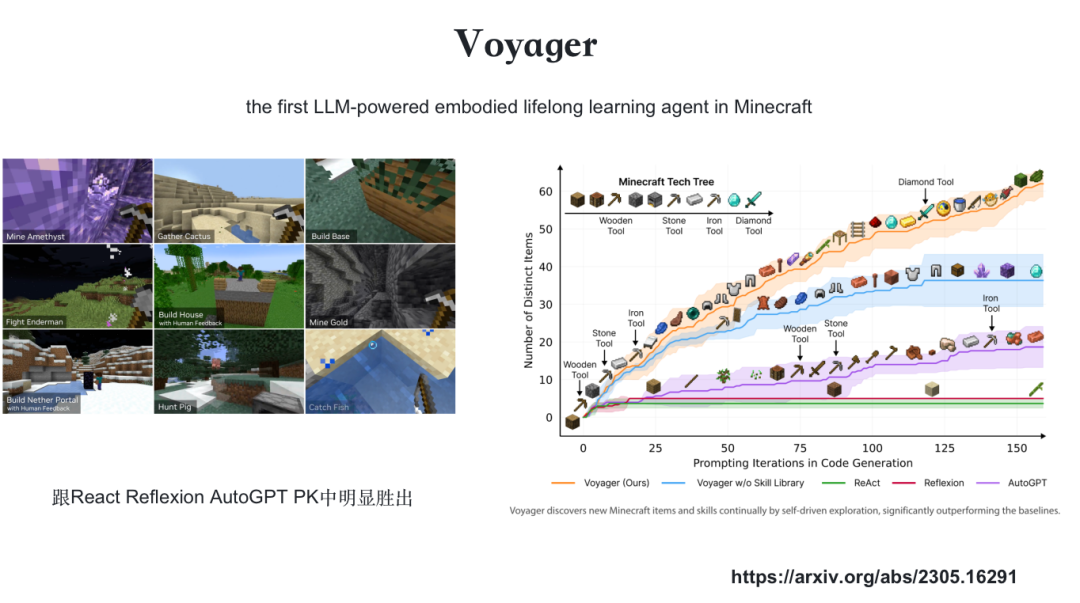 Voyager
the first LLM-powered embodied lifelong learning agent in Minecraft
Mine Amethyst
Gather Cactus
Build Base
Fight Enderman
Build House
with Human Feedback
Mine Gold
Build Nether Portal
with Human Feedback
Hunt Pig
Catch Fish
跟React Reflexion AutoGPT PK中明显胜出
Number of Distinct Items
60
50
40
30
20
10
0
Minecraft Tech Tree
Wooden
Tool
Stone
Tool
Iron
Tool
Diamond
Tool
Diamond Tool
Wooden
Tool
Stone
Tool
Iron
Tool
Wooden
Tool
Stone
Tool
Iron
Tool
0 25 50 75 100 125 150
Prompting Iterations in Code Generation
Voyager (Ours) Voyager w/o Skill Library ReAct Reflexion AutoGPT
Voyager discovers new Minecraft items and skills continually by self-driven exploration, significantly outperforming the baselines.
https://arxiv.org/abs/2305.16291